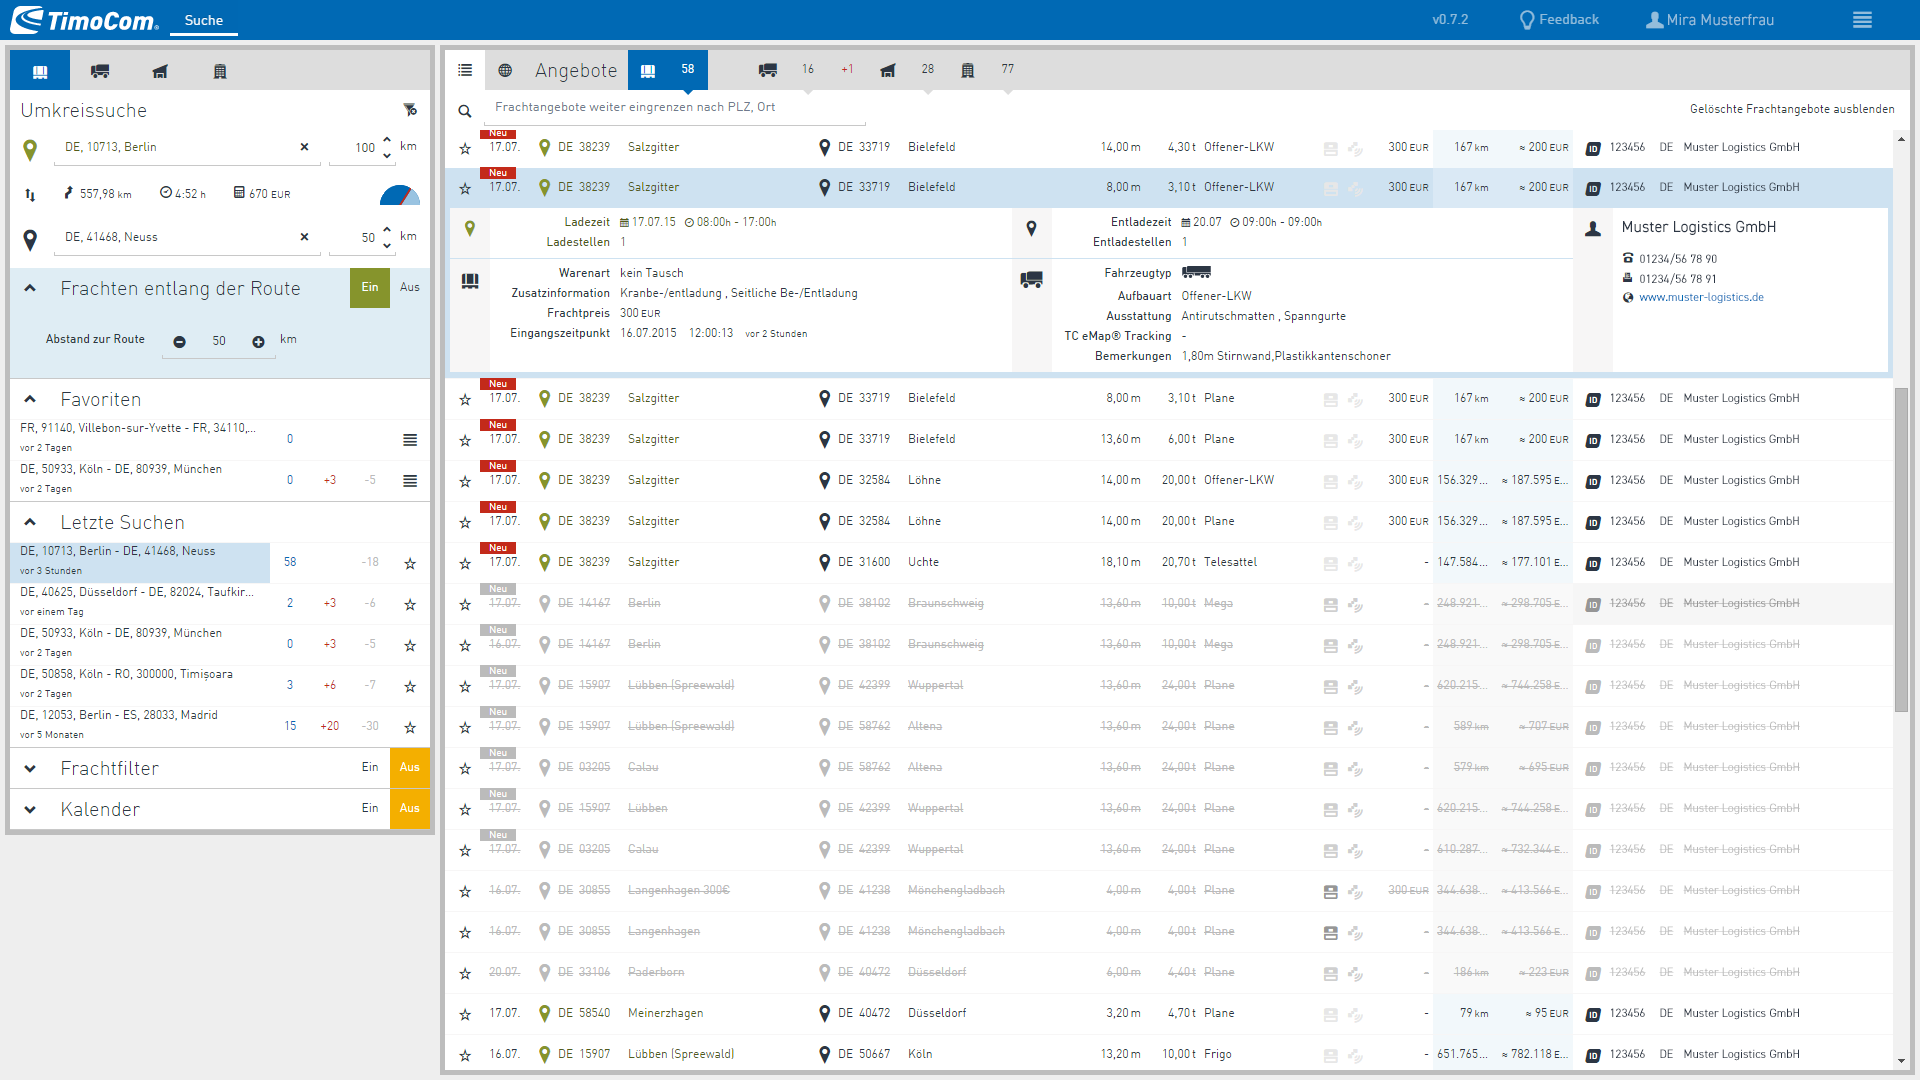 TimoCom® Suche v0.7.2 Feedback Mira Musterfrau
Umkreissuche
DE, 10713, Berlin 100 km
557,98 km 4:52 h 670 EUR
DE, 41468, Neuss 50 km
Frachten entlang der Route Ein Aus
Abstand zur Route 50 km
Favoriten
FR, 91140, Villebon-sur-Yvette - FR, 34110,... 0
vor 2 Tagen
DE, 50933, Köln - DE, 80939, München 0 +3 -5
vor 2 Tagen
Letzte Suchen
DE, 10713, Berlin - DE, 41468, Neuss 58 -18
vor 3 Stunden
DE, 40625, Düsseldorf - DE, 82024, Taufkir... 2 +3 -6
vor einem Tag
DE, 50933, Köln - DE, 80939, München 0 +3 -5
vor 2 Tagen
DE, 50858, Köln - RO, 300000, Timişoara 3 +6 -7
vor 2 Tagen
DE, 12053, Berlin - ES, 28033, Madrid 15 +20 -30
vor 5 Monaten
Frachtfilter Ein Aus
Kalender Ein Aus
Angebote 58 16 +1 28 77
Frachtangebote weiter eingrenzen nach PLZ, Ort Gelöschte Frachtangebote ausblenden
Neu
17.07. DE 38239 Salzgitter DE 33719 Bielefeld 14,00 m 4,30 t Offener-LKW 300 EUR 167 km ≈ 200 EUR ID 123456 DE Muster Logistics GmbH
Neu
17.07. DE 38239 Salzgitter DE 33719 Bielefeld 8,00 m 3,10 t Offener-LKW 300 EUR 167 km ≈ 200 EUR ID 123456 DE Muster Logistics GmbH
Ladezeit 17.07.15 08:00h - 17:00h
Ladestellen 1
Entladezeit 20.07 09:00h - 09:00h
Entladestellen 1
Warenart kein Tausch
Zusatzinformation Kranbe-/entladung , Seitliche Be-/Entladung
Frachtpreis 300 EUR
Eingangszeitpunkt 16.07.2015 12:00:13 vor 2 Stunden
Fahrzeugtyp
Aufbauart Offener-LKW
Ausstattung Antirutschmatten , Spanngurte
TC eMap® Tracking -
Bemerkungen 1,80m Stirnwand,Plastikkantenschoner
Muster Logistics GmbH
01234/56 78 90
01234/56 78 91
www.muster-logistics.de
Neu
17.07. DE 38239 Salzgitter DE 33719 Bielefeld 8,00 m 3,10 t Plane 300 EUR 167 km ≈ 200 EUR ID 123456 DE Muster Logistics GmbH
Neu
17.07. DE 38239 Salzgitter DE 33719 Bielefeld 13,60 m 6,00 t Plane 300 EUR 167 km ≈ 200 EUR ID 123456 DE Muster Logistics GmbH
Neu
17.07. DE 38239 Salzgitter DE 32584 Löhne 14,00 m 20,00 t Offener-LKW 300 EUR 156.329... ≈ 187.595 E... ID 123456 DE Muster Logistics GmbH
Neu
17.07. DE 38239 Salzgitter DE 32584 Löhne 14,00 m 20,00 t Plane 300 EUR 156.329... ≈ 187.595 E... ID 123456 DE Muster Logistics GmbH
Neu
17.07. DE 38239 Salzgitter DE 31600 Uchte 18,10 m 20,70 t Telesattel - 147.584... ≈ 177.101 E... ID 123456 DE Muster Logistics GmbH
Neu
17.07. DE 14167 Berlin DE 38102 Braunschweig 13,60 m 10,00 t Mega - 248.921... ≈ 298.705 E... ID 123456 DE Muster Logistics GmbH
Neu
16.07. DE 14167 Berlin DE 38102 Braunschweig 13,60 m 10,00 t Mega - 248.921... ≈ 298.705 E... ID 123456 DE Muster Logistics GmbH
Neu
17.07. DE 15907 Lübben (Spreewald) DE 42399 Wuppertal 13,60 m 24,00 t Plane - 620.215... ≈ 744.258 E... ID 123456 DE Muster Logistics GmbH
Neu
17.07. DE 15907 Lübben (Spreewald) DE 58762 Altena 13,60 m 24,00 t Plane - 589 km ≈ 707 EUR ID 123456 DE Muster Logistics GmbH
Neu
17.07. DE 03205 Calau DE 58762 Altena 13,60 m 24,00 t Plane - 579 km ≈ 695 EUR ID 123456 DE Muster Logistics GmbH
Neu
17.07. DE 15907 Lübben DE 42399 Wuppertal 13,60 m 24,00 t Plane - 620.215... ≈ 744.258 E... ID 123456 DE Muster Logistics GmbH
Neu
17.07. DE 03205 Calau DE 42399 Wuppertal 13,60 m 24,00 t Plane - 610.287... ≈ 732.344 E... ID 123456 DE Muster Logistics GmbH
16.07. DE 30855 Langenhagen 300€ DE 41238 Mönchengladbach 4,00 m 4,00 t Plane 300 EUR 344.638... ≈ 413.566 E... ID 123456 DE Muster Logistics GmbH
16.07. DE 30855 Langenhagen DE 41238 Mönchengladbach 4,00 m 4,00 t Plane - 344.638... ≈ 413.566 E... ID 123456 DE Muster Logistics GmbH
20.07. DE 33106 Paderborn DE 40472 Düsseldorf 6,00 m 4,40 t Plane - 186 km ≈ 223 EUR ID 123456 DE Muster Logistics GmbH
17.07. DE 58540 Meinerzhagen DE 40472 Düsseldorf 3,20 m 4,70 t Plane - 79 km ≈ 95 EUR ID 123456 DE Muster Logistics GmbH
16.07. DE 15907 Lübben (Spreewald) DE 50667 Köln 13,20 m 10,00 t Frigo - 651.765... ≈ 782.118 E... ID 123456 DE Muster Logistics GmbH